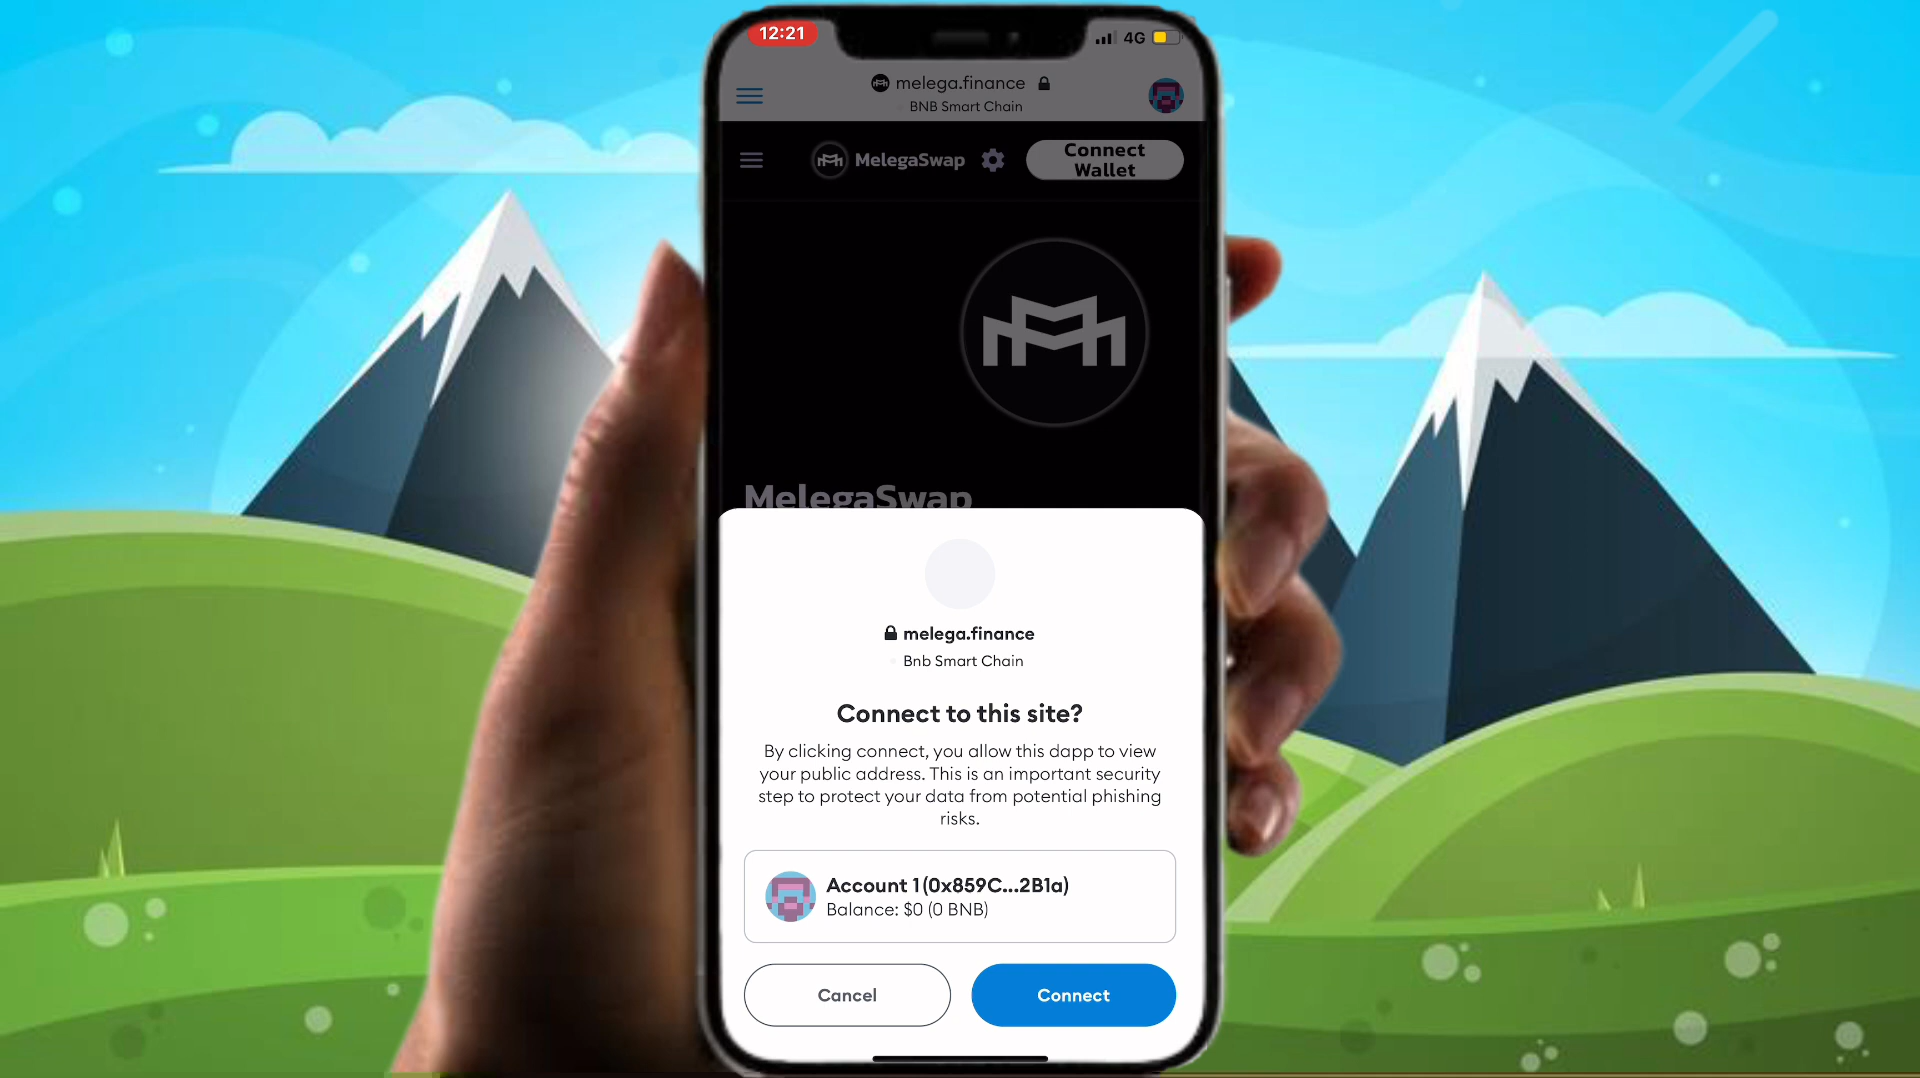 12:21
4G
melega.finance
BNB Smart Chain
MelegaSwap
Connect
Wallet
MelegaSwap
melega.finance
Bnb Smart Chain
Connect to this site?
By clicking connect, you allow this dapp to view
your public address. This is an important security
step to protect your data from potential phishing
risks.
Account 1 (0x859C...2B1a)
Balance: $0 (0 BNB)
Cancel
Connect